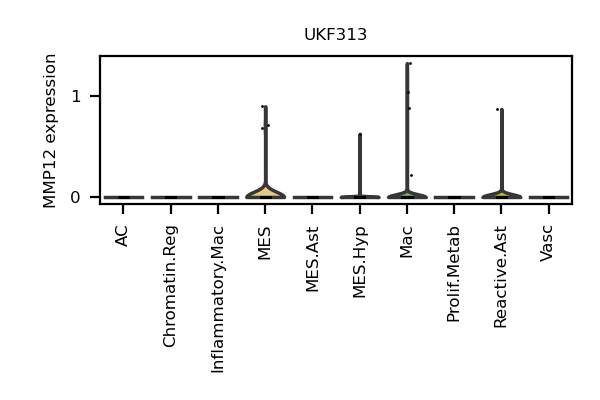 UKF313
MMP12 expression
1
0
AC
Chromatin.Reg
Inflammatory.Mac
MES
MES.Ast
MES.Hyp
Mac
Prolif.Metab
Reactive.Ast
Vasc